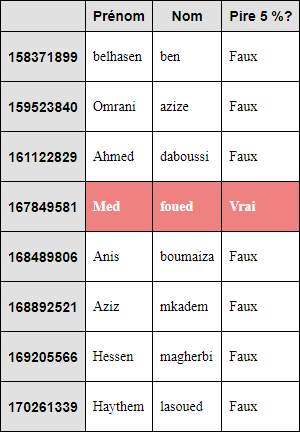 Prénom Nom Pire 5 %?
158371899 belhasen ben Faux
159523840 Omrani azize Faux
161122829 Ahmed daboussi Faux
167849581 Med foued Vrai
168489806 Anis boumaiza Faux
168892521 Aziz mkadem Faux
169205566 Hessen magherbi Faux
170261339 Haythem lasoued Faux